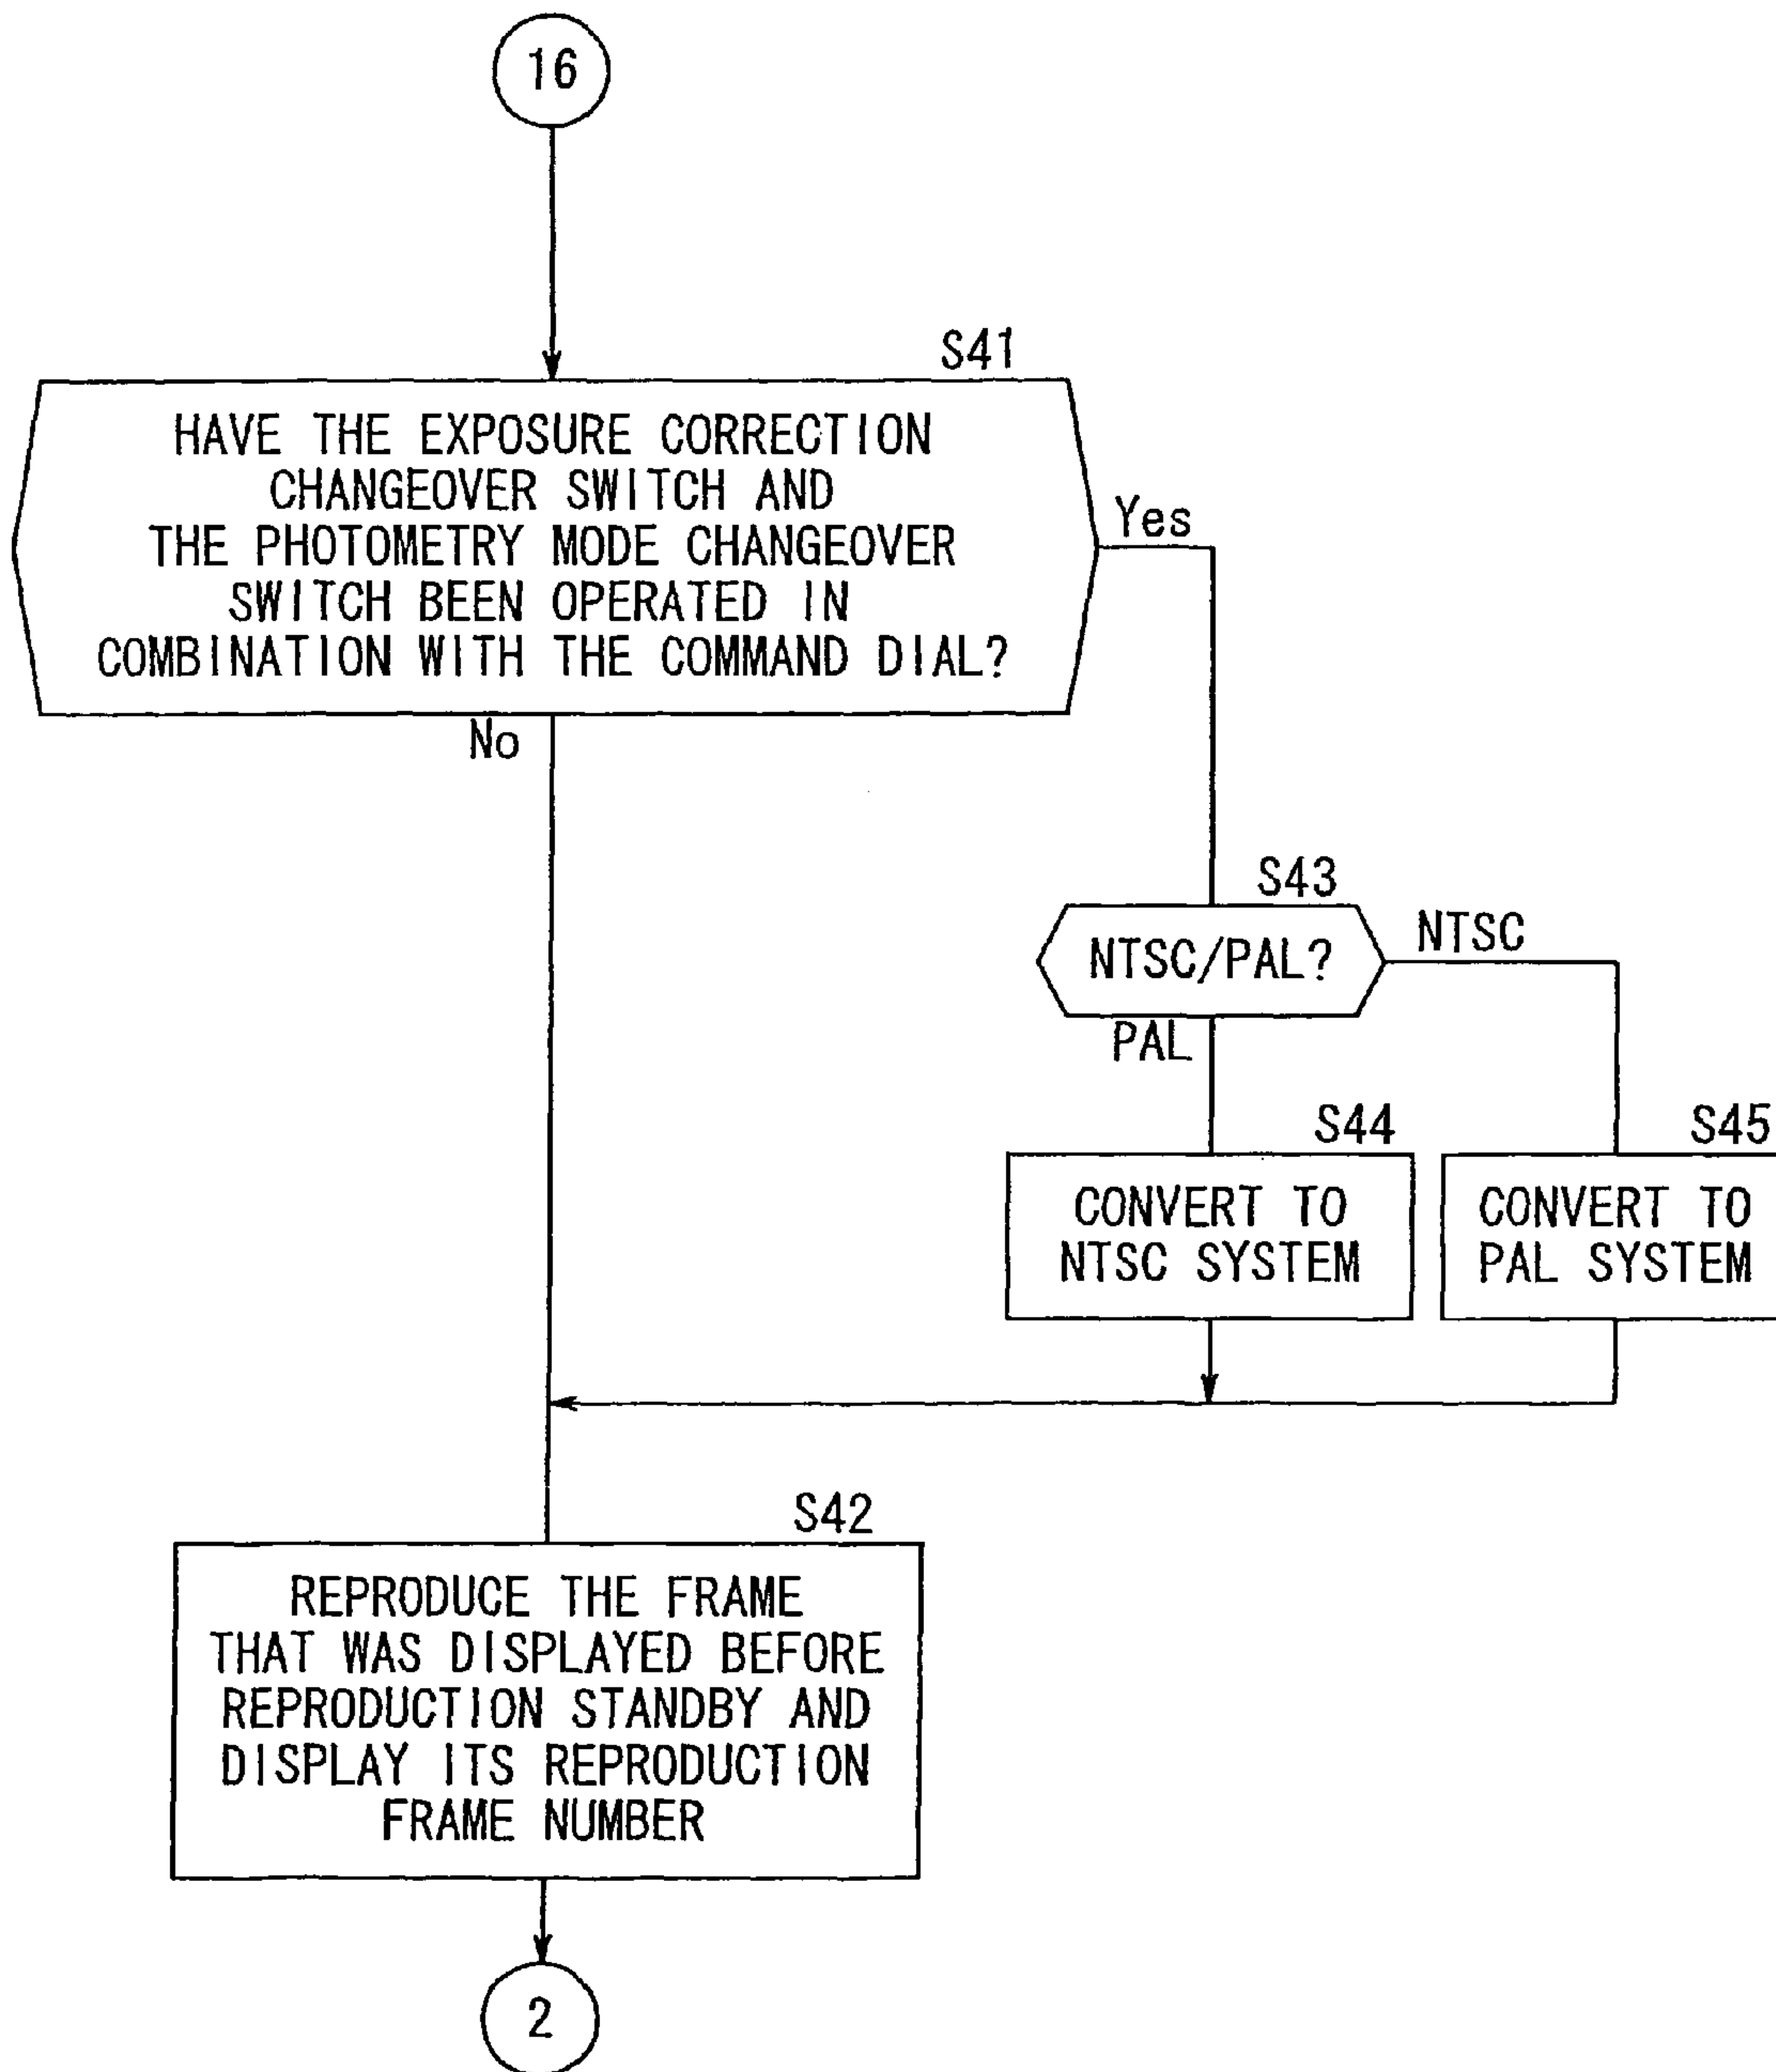 16
S41
HAVE THE EXPOSURE CORRECTION
CHANGEOVER SWITCH AND
THE PHOTOMETRY MODE CHANGEOVER
SWITCH BEEN OPERATED IN
COMBINATION WITH THE COMMAND DIAL?
Yes
No
S43
NTSC/PAL?
NTSC
PAL
S44
CONVERT TO
NTSC SYSTEM
S45
CONVERT TO
PAL SYSTEM
S42
REPRODUCE THE FRAME
THAT WAS DISPLAYED BEFORE
REPRODUCTION STANDBY AND
DISPLAY ITS REPRODUCTION
FRAME NUMBER
2